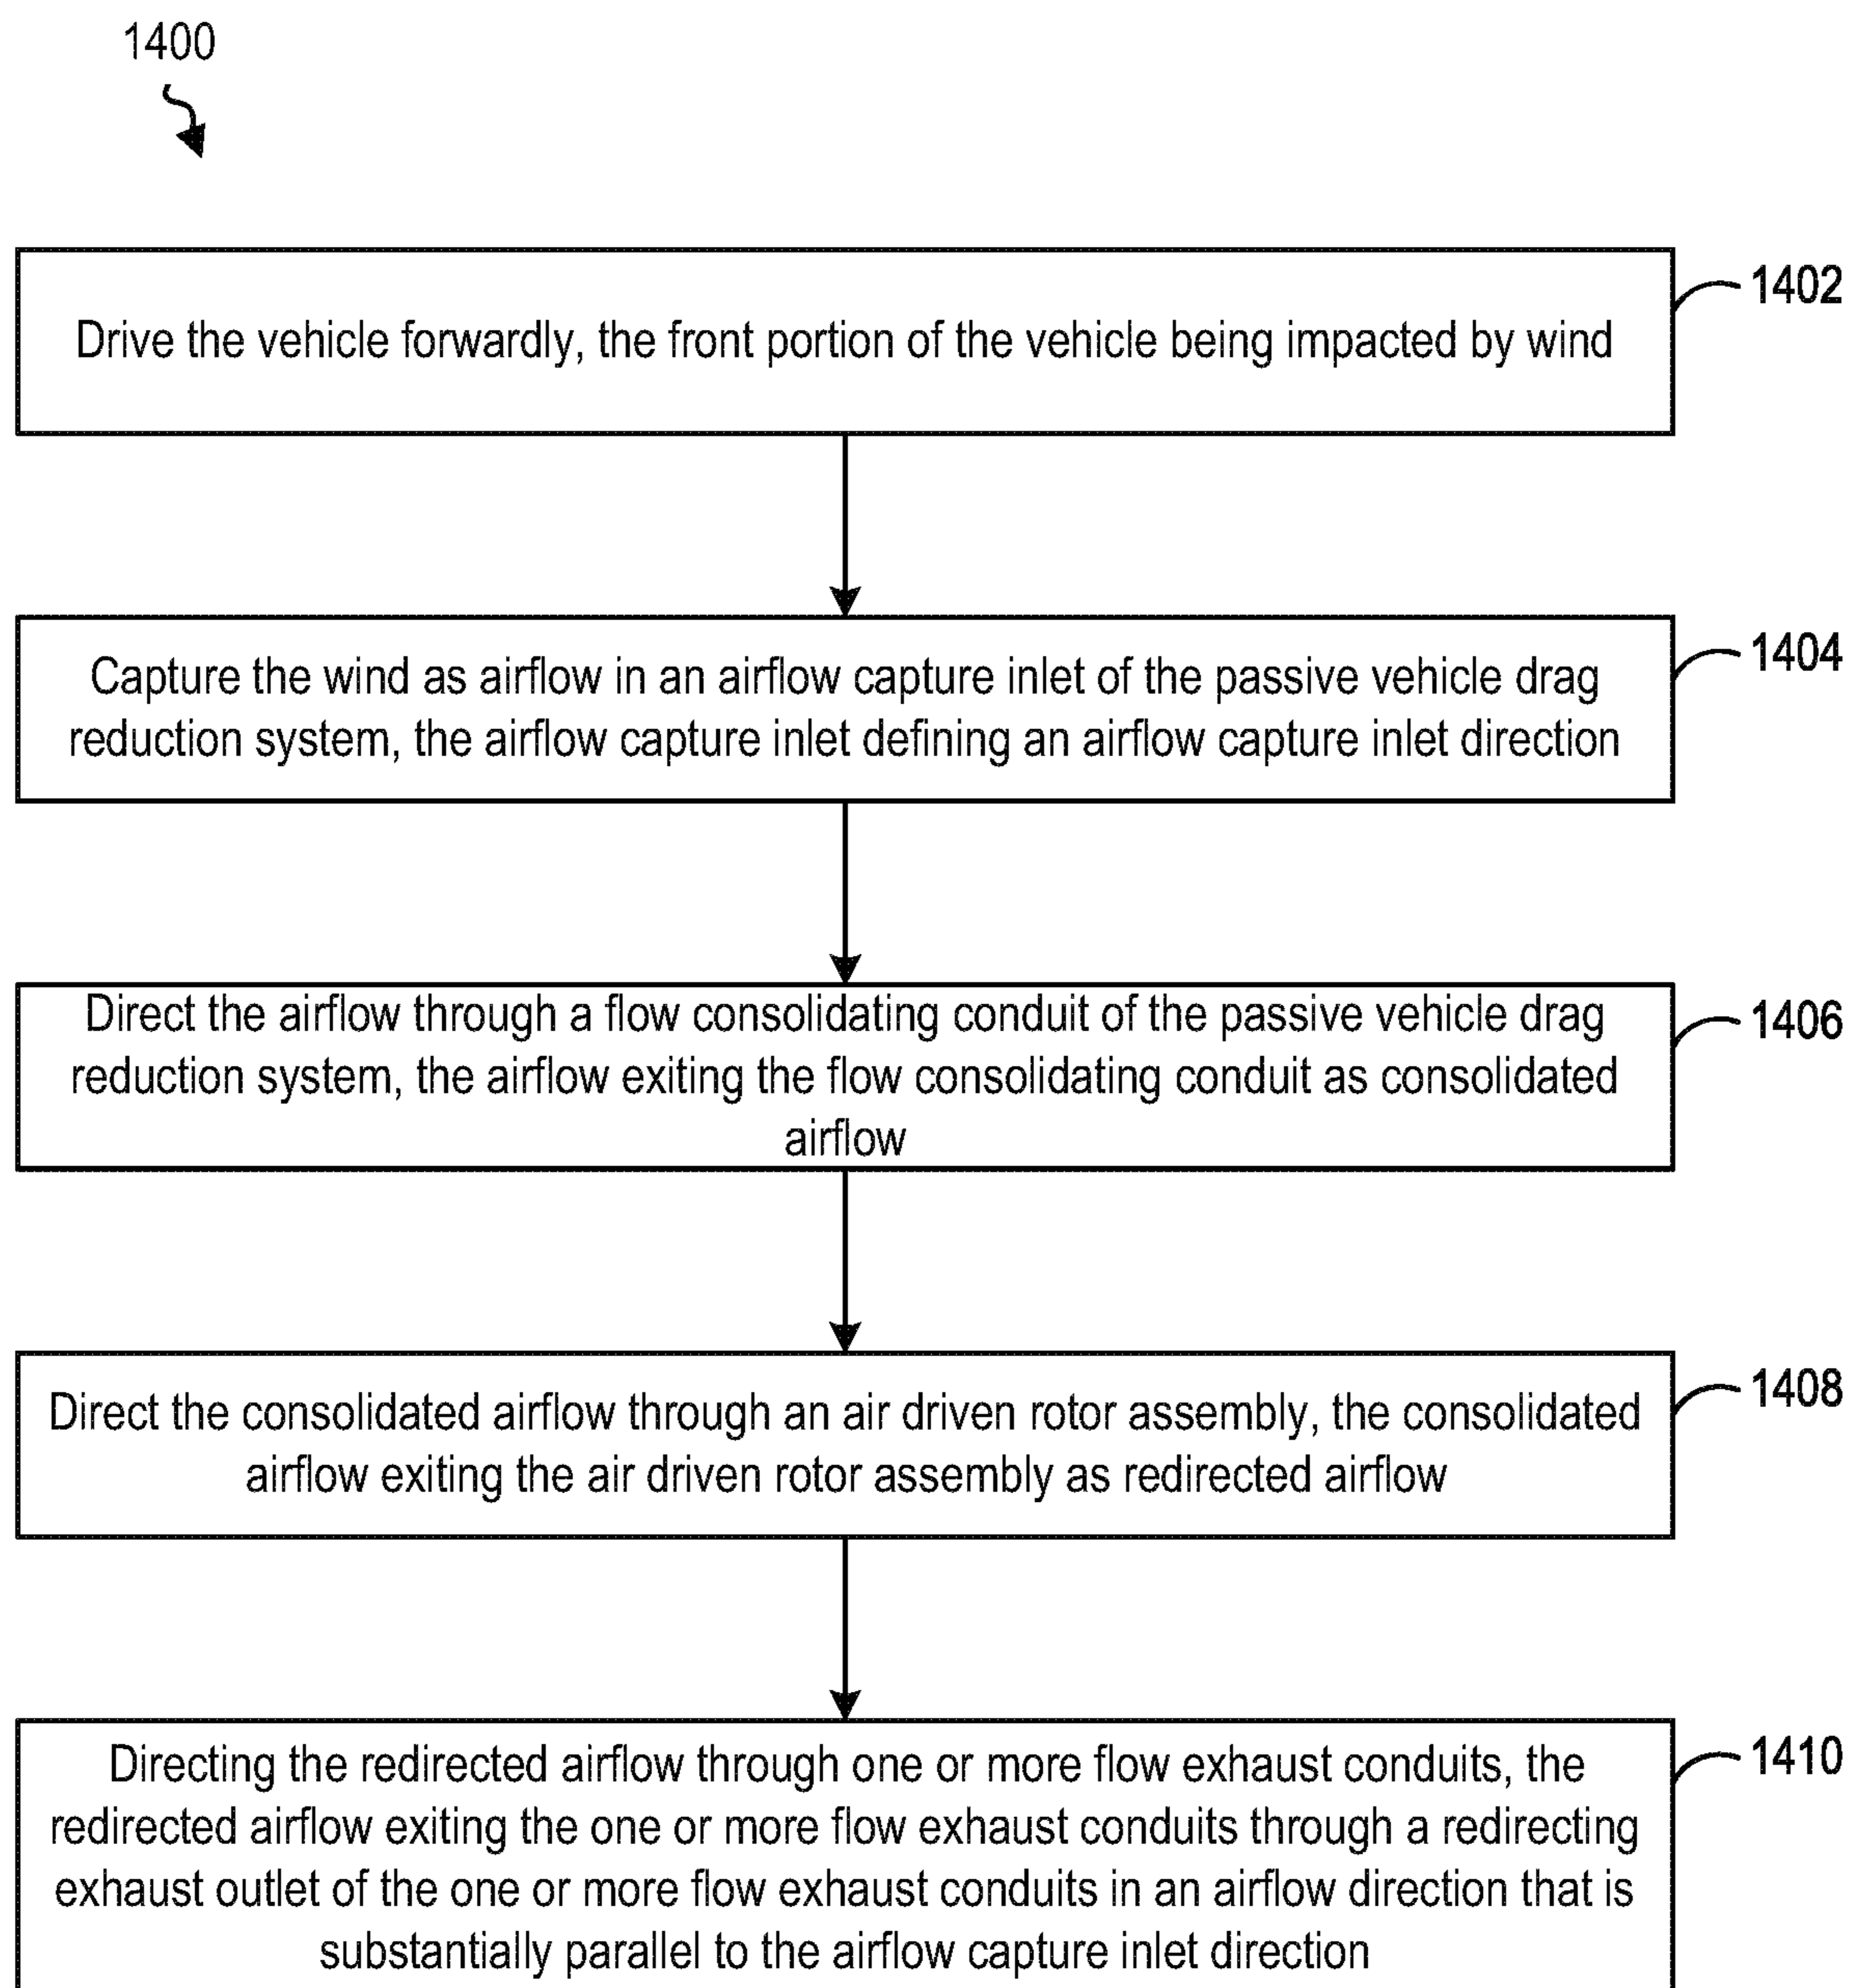 1400
Drive the vehicle forwardly, the front portion of the vehicle being impacted by wind
1402
Capture the wind as airflow in an airflow capture inlet of the passive vehicle drag
reduction system, the airflow capture inlet defining an airflow capture inlet direction
1404
Direct the airflow through a flow consolidating conduit of the passive vehicle drag
reduction system, the airflow exiting the flow consolidating conduit as consolidated
airflow
1406
Direct the consolidated airflow through an air driven rotor assembly, the consolidated
airflow exiting the air driven rotor assembly as redirected airflow
1408
Directing the redirected airflow through one or more flow exhaust conduits, the
redirected airflow exiting the one or more flow exhaust conduits through a redirecting
exhaust outlet of the one or more flow exhaust conduits in an airflow direction that is
substantially parallel to the airflow capture inlet direction
1410